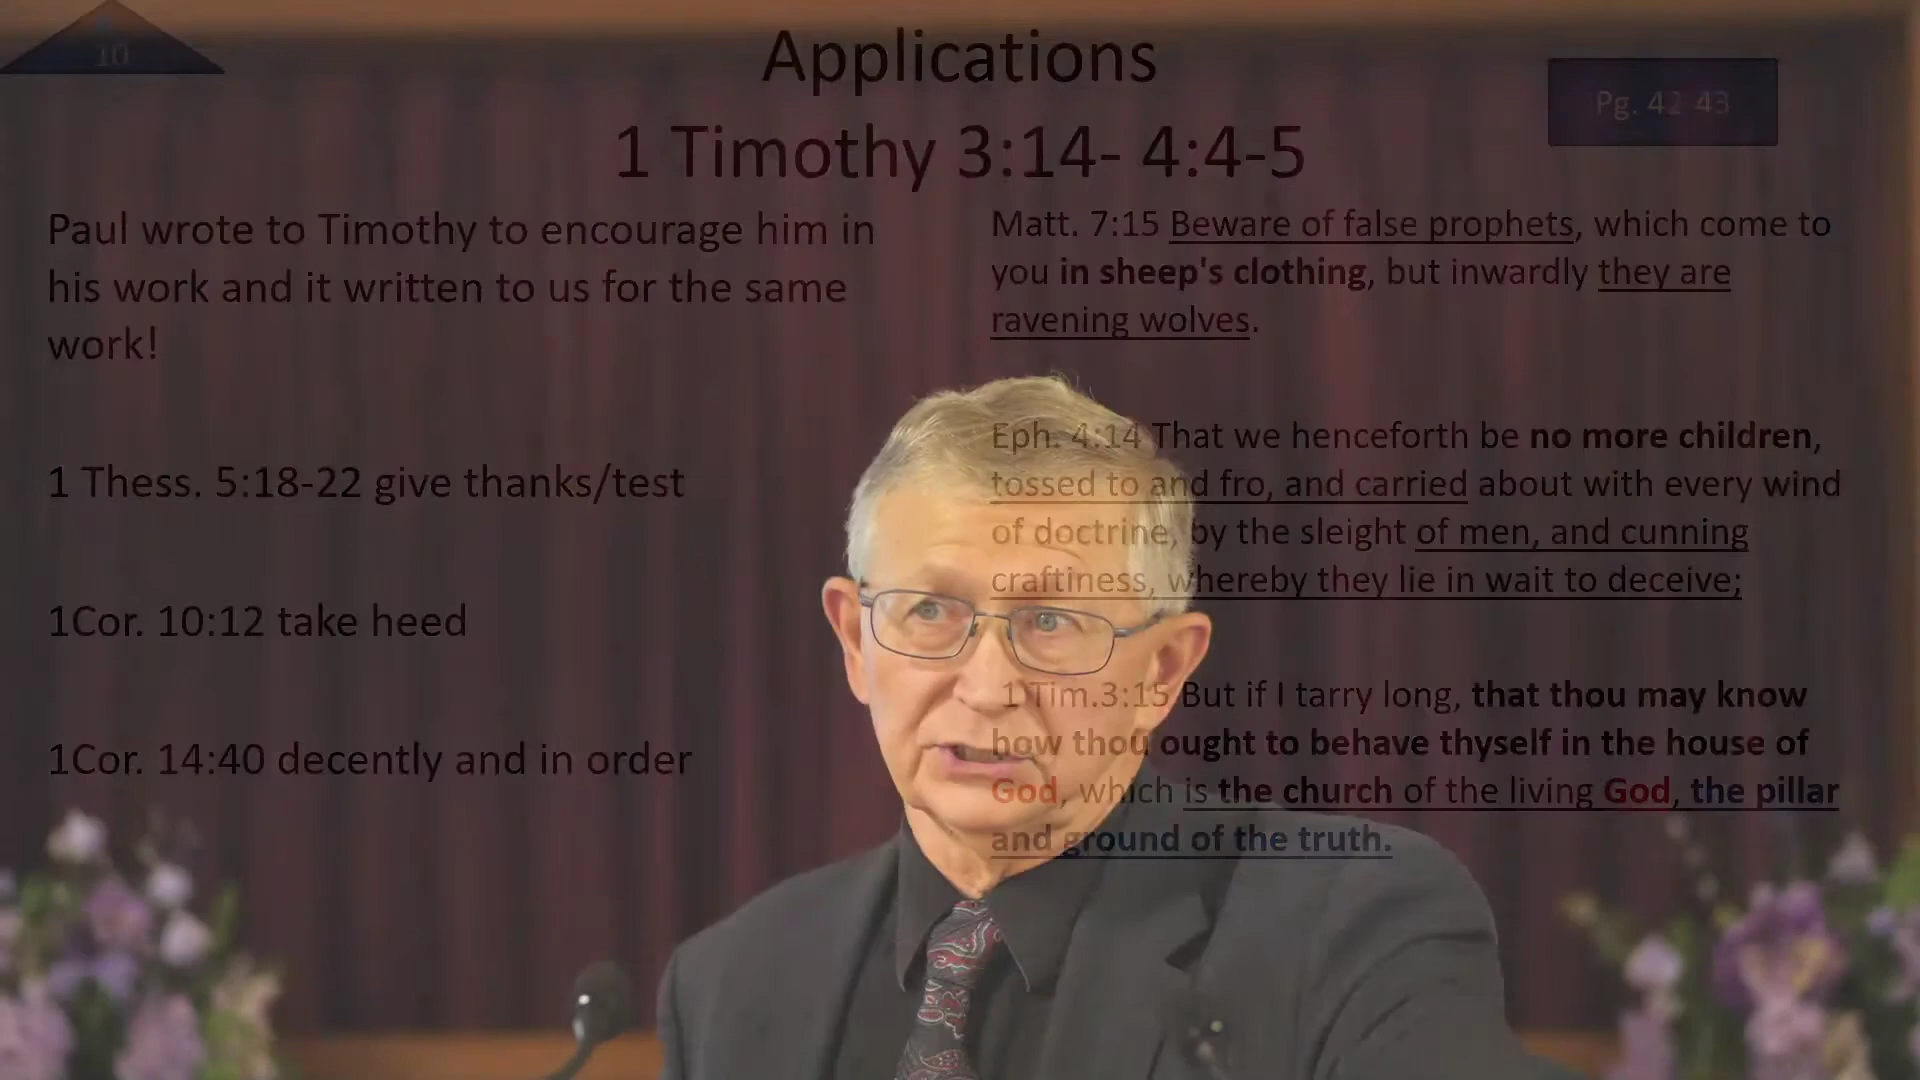 10
Applications
1 Timothy 3:14- 4:4-5
Pg. 42-43
Paul wrote to Timothy to encourage him in
his work and it written to us for the same
work!
1 Thess. 5:18-22 give thanks/test
1Cor. 10:12 take heed
1Cor. 14:40 decently and in order
Matt. 7:15 Beware of false prophets, which come to
you in sheep's clothing, but inwardly they are
ravening wolves.
Eph. 4:14 That we henceforth be no more children,
tossed to and fro, and carried about with every wind
of doctrine, by the sleight of men, and cunning
craftiness, whereby they lie in wait to deceive;
1 Tim.3:15 But if I tarry long, that thou may know
how thou ought to behave thyself in the house of
God, which is the church of the living God, the pillar
and ground of the truth.